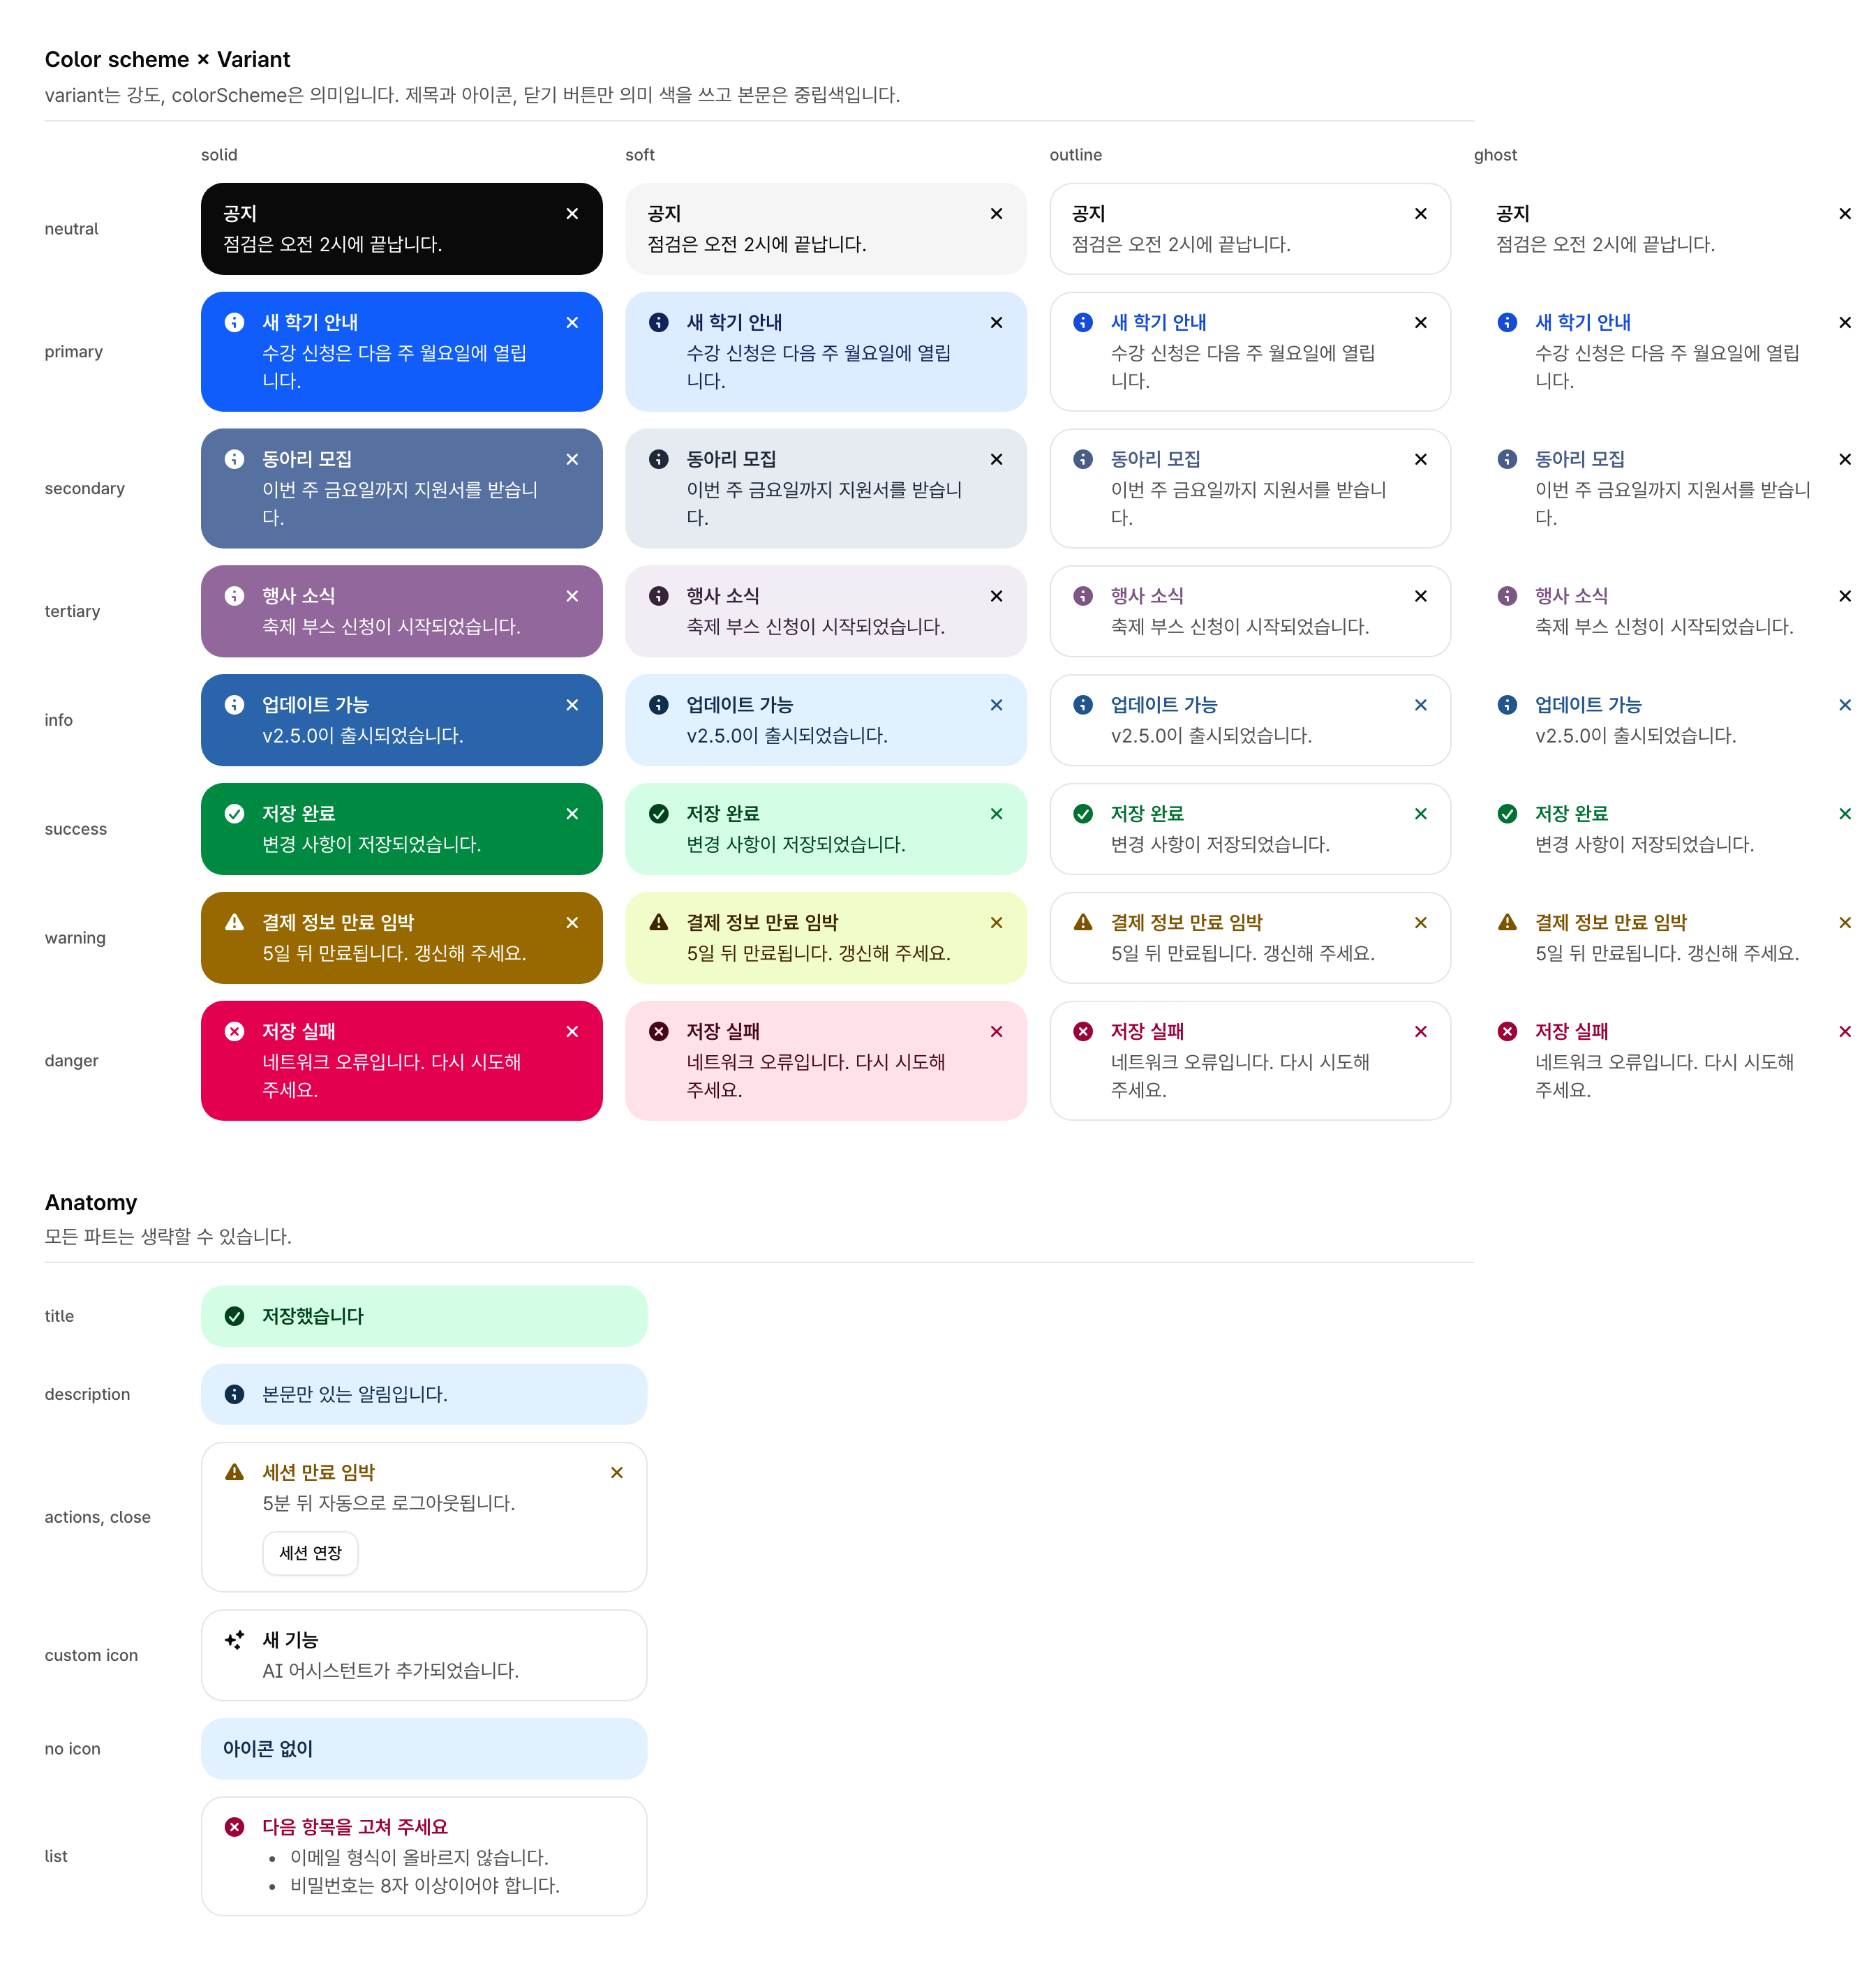 Color scheme × Variant
variant는 강도, colorScheme은 의미입니다. 제목과 아이콘, 닫기 버튼만 의미 색을 쓰고 본문은 중립색입니다.
solid
soft
outline
ghost
neutral
공지
점검은 오전 2시에 끝납니다.
공지
점검은 오전 2시에 끝납니다.
공지
점검은 오전 2시에 끝납니다.
공지
점검은 오전 2시에 끝납니다.
primary
새 학기 안내
수강 신청은 다음 주 월요일에 열립
니다.
새 학기 안내
수강 신청은 다음 주 월요일에 열립
니다.
새 학기 안내
수강 신청은 다음 주 월요일에 열립
니다.
새 학기 안내
수강 신청은 다음 주 월요일에 열립
니다.
secondary
동아리 모집
이번 주 금요일까지 지원서를 받습니
다.
동아리 모집
이번 주 금요일까지 지원서를 받습니
다.
동아리 모집
이번 주 금요일까지 지원서를 받습니
다.
동아리 모집
이번 주 금요일까지 지원서를 받습니
다.
tertiary
행사 소식
축제 부스 신청이 시작되었습니다.
행사 소식
축제 부스 신청이 시작되었습니다.
행사 소식
축제 부스 신청이 시작되었습니다.
행사 소식
축제 부스 신청이 시작되었습니다.
info
업데이트 가능
v2.5.0이 출시되었습니다.
업데이트 가능
v2.5.0이 출시되었습니다.
업데이트 가능
v2.5.0이 출시되었습니다.
업데이트 가능
v2.5.0이 출시되었습니다.
success
저장 완료
변경 사항이 저장되었습니다.
저장 완료
변경 사항이 저장되었습니다.
저장 완료
변경 사항이 저장되었습니다.
저장 완료
변경 사항이 저장되었습니다.
warning
결제 정보 만료 임박
5일 뒤 만료됩니다. 갱신해 주세요.
결제 정보 만료 임박
5일 뒤 만료됩니다. 갱신해 주세요.
결제 정보 만료 임박
5일 뒤 만료됩니다. 갱신해 주세요.
결제 정보 만료 임박
5일 뒤 만료됩니다. 갱신해 주세요.
danger
저장 실패
네트워크 오류입니다. 다시 시도해
주세요.
저장 실패
네트워크 오류입니다. 다시 시도해
주세요.
저장 실패
네트워크 오류입니다. 다시 시도해
주세요.
저장 실패
네트워크 오류입니다. 다시 시도해
주세요.
Anatomy
모든 파트는 생략할 수 있습니다.
title
저장했습니다
description
본문만 있는 알림입니다.
actions, close
세션 만료 임박
5분 뒤 자동으로 로그아웃됩니다.
세션 연장
custom icon
새 기능
AI 어시스턴트가 추가되었습니다.
no icon
아이콘 없이
list
다음 항목을 고쳐 주세요
• 이메일 형식이 올바르지 않습니다.
• 비밀번호는 8자 이상이어야 합니다.